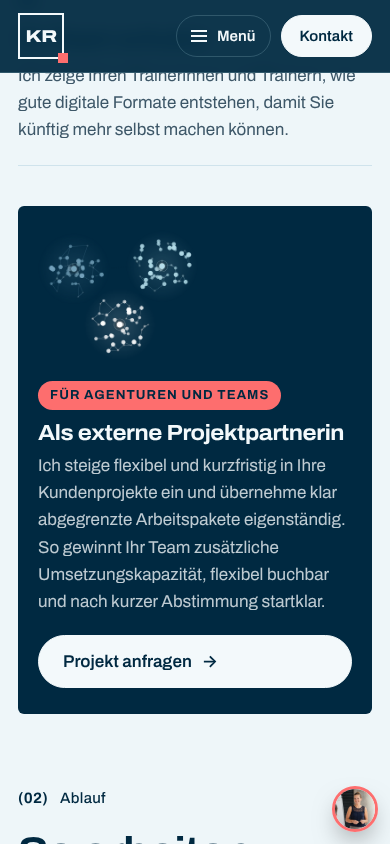 KR
Menü
Kontakt
Ich zeige Ihren Trainerinnen und Trainern, wie
gute digitale Formate entstehen, damit Sie
künftig mehr selbst machen können.
FÜR AGENTUREN UND TEAMS
Als externe Projektpartnerin
Ich steige flexibel und kurzfristig in Ihre
Kundenprojekte ein und übernehme klar
abgegrenzte Arbeitspakete eigenständig.
So gewinnt Ihr Team zusätzliche
Umsetzungskapazität, flexibel buchbar
und nach kurzer Abstimmung startklar.
Projekt anfragen →
(02) Ablauf
So arbeiten